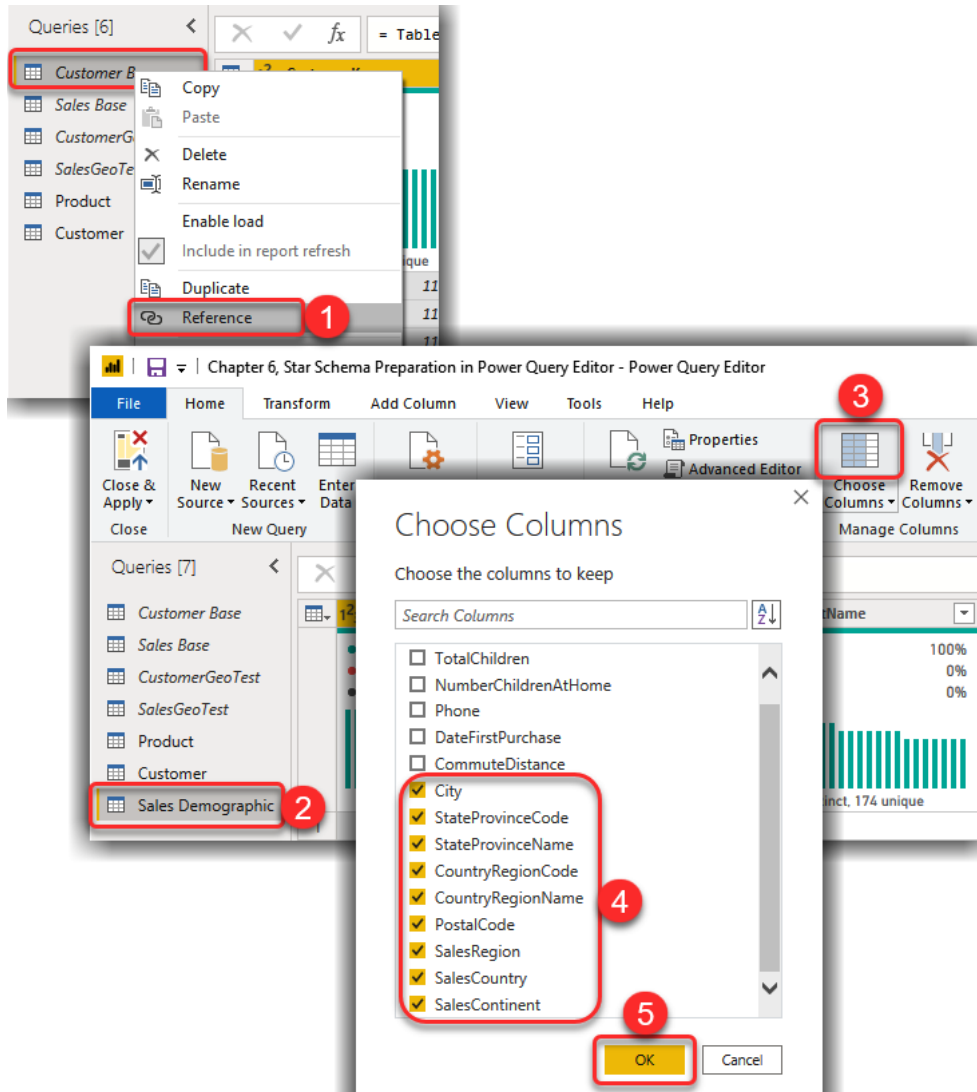 Queries [6]
fx
= Table
Customer B
Sales Base
CustomerG
SalesGeoTe
Product
Customer
Copy
Paste
Delete
Rename
Enable load
Include in report refresh
Duplicate
Reference
1
ique
11
11
11
Chapter 6, Star Schema Preparation in Power Query Editor - Power Query Editor
File Home Transform Add Column View Tools Help
3
Close &
Apply
New
Source
Recent
Sources
Enter
Data
Properties
Advanced Editor
Choose
Columns
Remove
Columns
Close
New Query
Manage Columns
Queries [7]
Customer Base
Sales Base
CustomerGeoTest
SalesGeoTest
Product
Customer
Sales Demographic
2
tName
100%
0%
0%
inct, 174 unique
Choose Columns
Choose the columns to keep
Search Columns
TotalChildren
NumberChildrenAtHome
Phone
DateFirstPurchase
CommuteDistance
City
StateProvinceCode
StateProvinceName
CountryRegionCode
CountryRegionName
PostalCode
SalesRegion
SalesCountry
SalesContinent
4
5
OK
Cancel